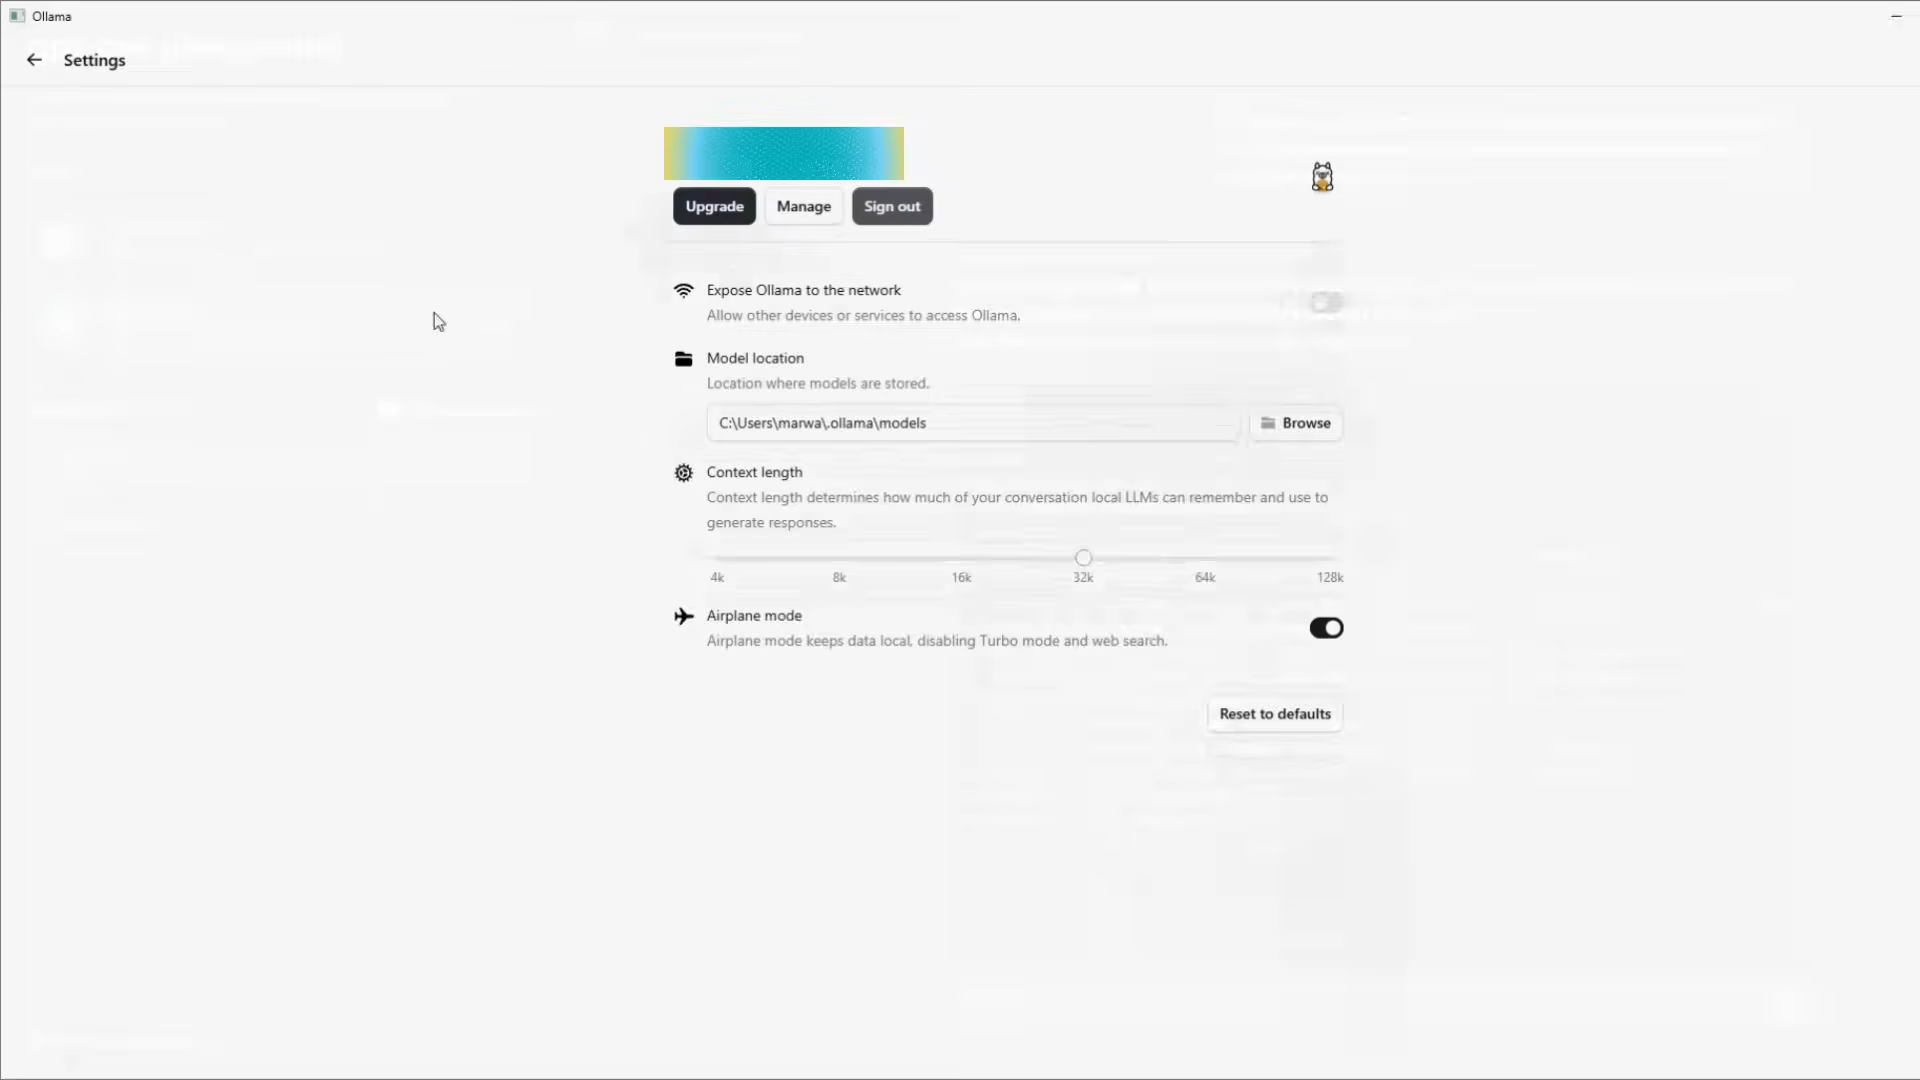 Ollama
Settings
Upgrade Manage Sign out
Expose Ollama to the network
Allow other devices or services to access Ollama.
Model location
Location where models are stored.
C:\Users\marwa\.ollama\models Browse
Context length
Context length determines how much of your conversation local LLMs can remember and use to
generate responses.
4k 8k 16k 32k 64k 128k
Airplane mode
Airplane mode keeps data local, disabling Turbo mode and web search.
Reset to defaults